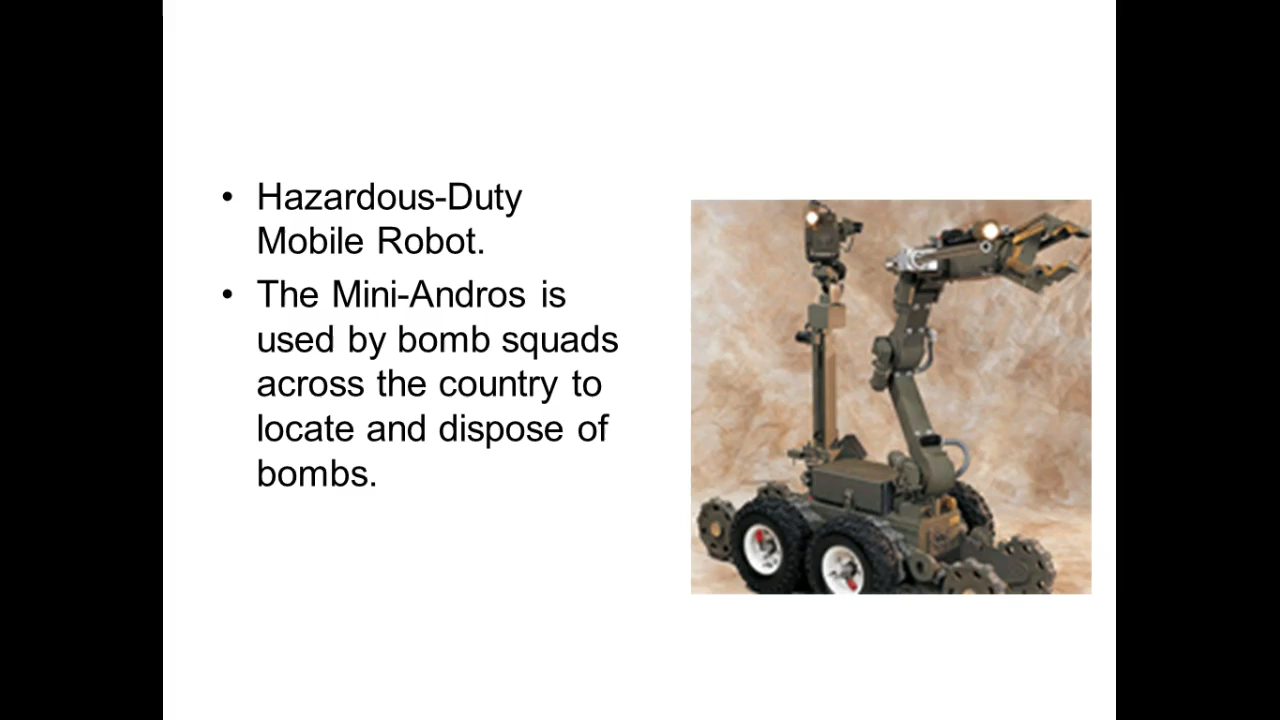 • Hazardous-Duty
Mobile Robot.
• The Mini-Andros is
used by bomb squads
across the country to
locate and dispose of
bombs.